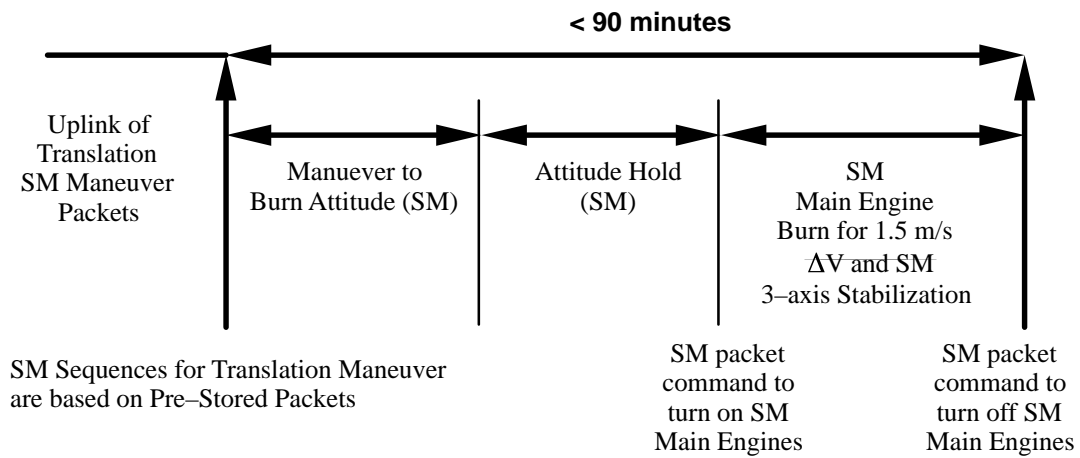 < 90 minutes
Uplink of
Translation
SM Maneuver
Packets
Manuever to
Burn Attitude (SM)
Attitude Hold
(SM)
SM
Main Engine
Burn for 1.5 m/s
ΔV and SM
3–axis Stabilization
SM Sequences for Translation Maneuver
are based on Pre–Stored Packets
SM packet
command to
turn on SM
Main Engines
SM packet
command to
turn off SM
Main Engines